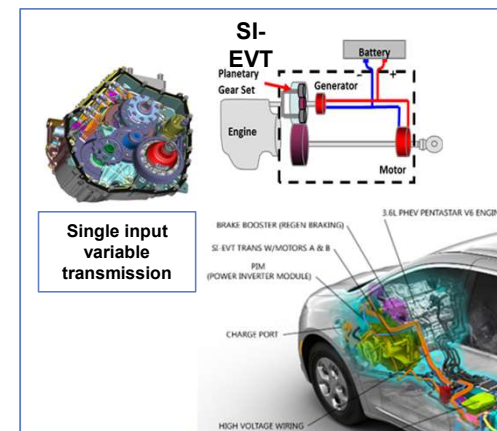 SI-
EVT
Battery
- +
Planetary
Gear Set
Generator
Engine
Motor
Single input
variable
transmission
3.6L PHEV PENTASTAR V6 ENGIN
BRAKE BOOSTER (REGEN BRAKING)
SI-EVT TRANS W/MOTORS A & B
PIM
(POWER INVERTER MODULE)
CHARGE PORT
HIGH VOLTAGE WIRING